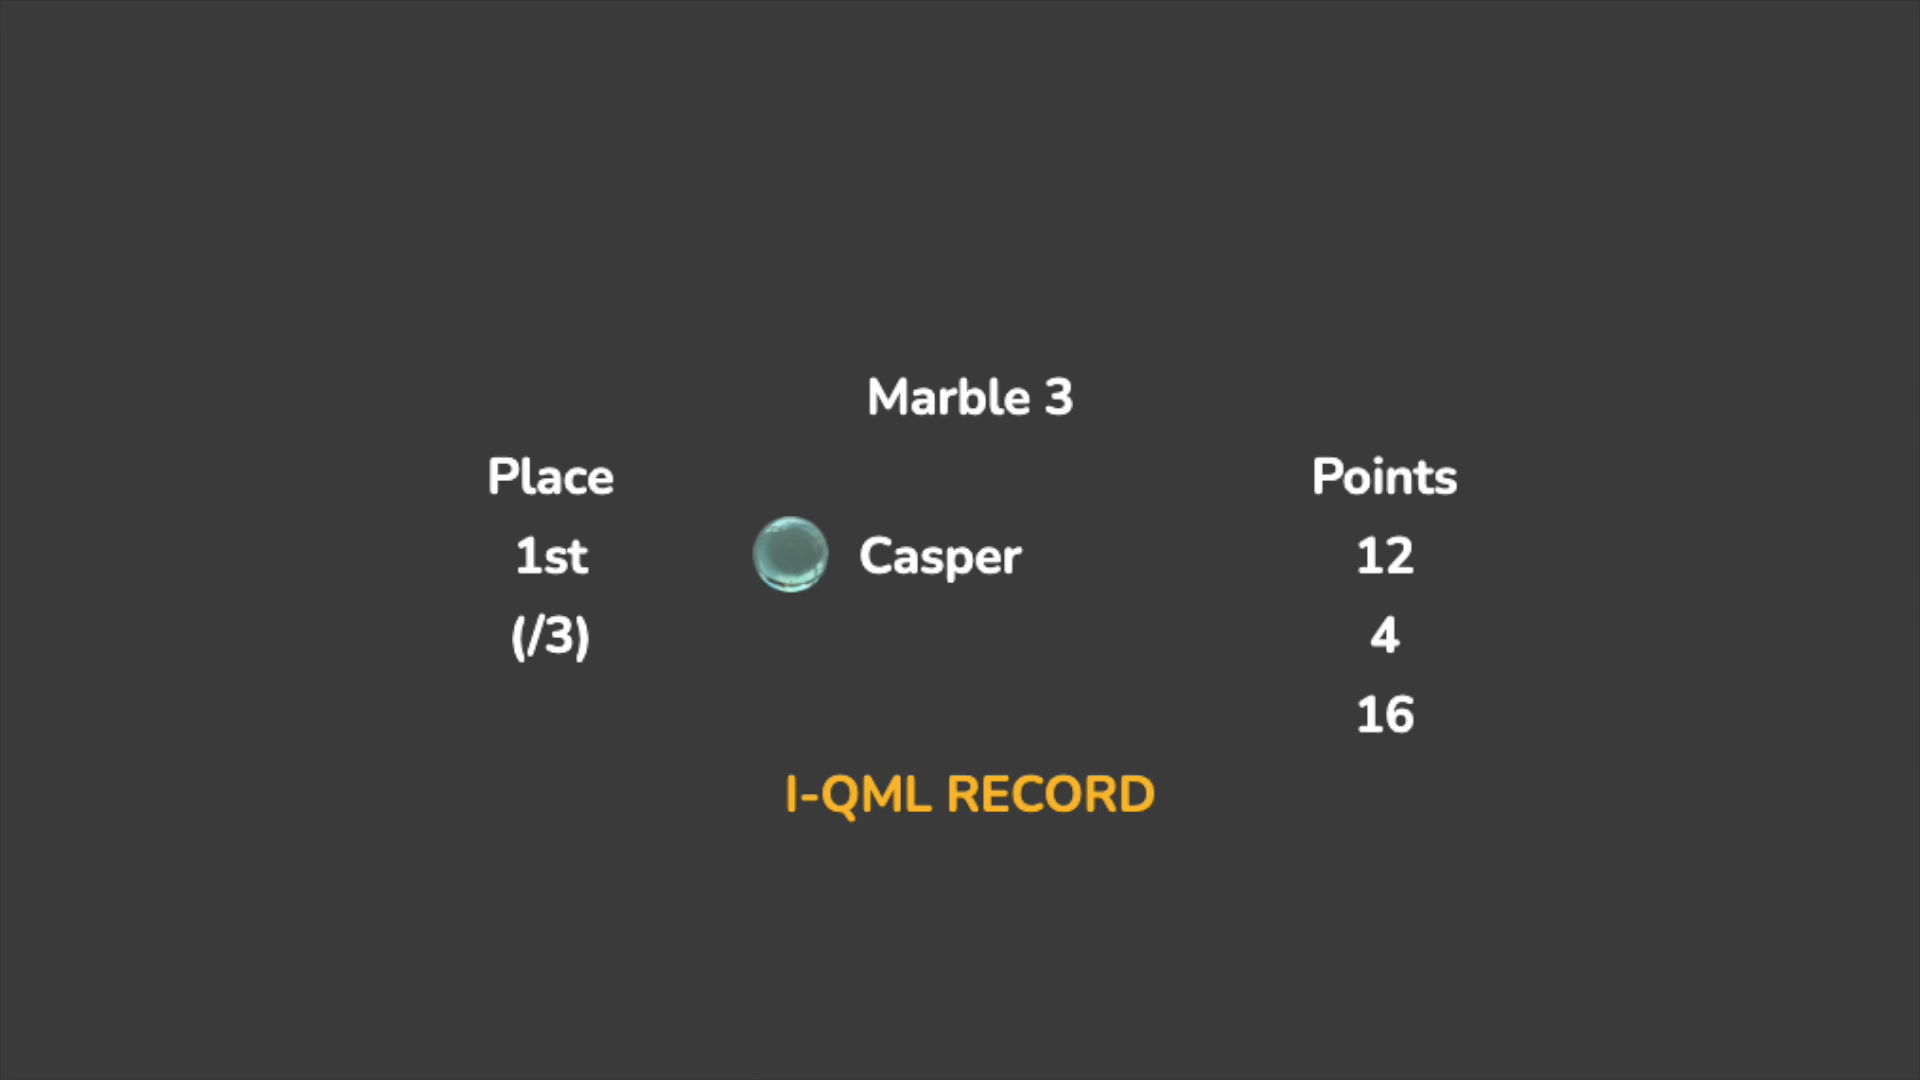 Marble 3
Place Points
1st Casper 12
(/3) 4
16
I-QML RECORD